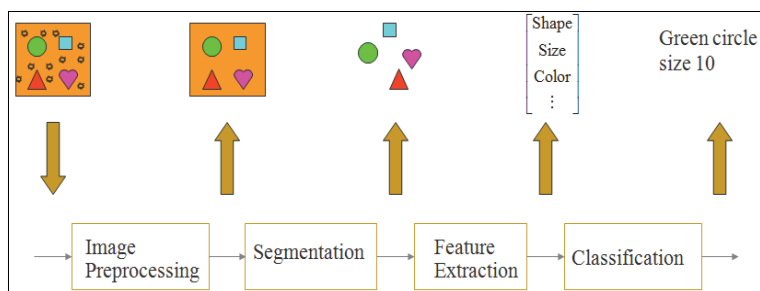 Shape
Size
Color
⋮
Green circle
size 10
Image
Preprocessing
Segmentation
Feature
Extraction
Classification